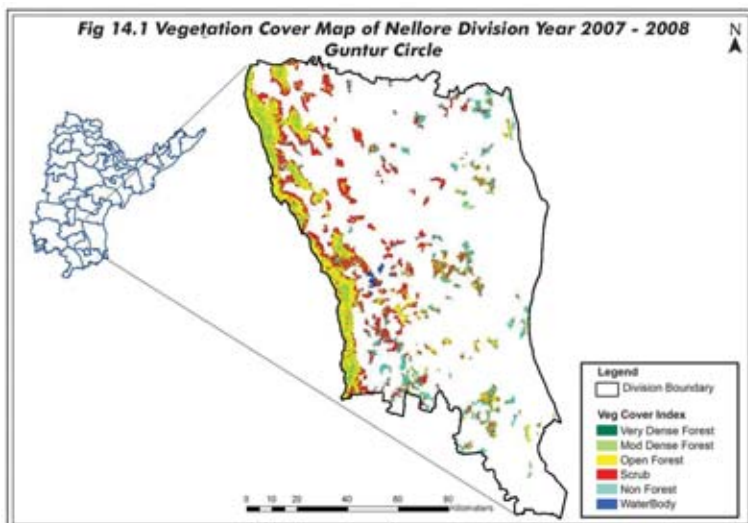 Fig 14.1 Vegetation Cover Map of Nellore Division Year 2007 - 2008
Guntur Circle
N
Legend
Division Boundary
Veg Cover Index
Very Dense Forest
Mod Dense Forest
Open Forest
Scrub
Non Forest
WaterBody
0 5 10 20 40 60 80
Kilometers